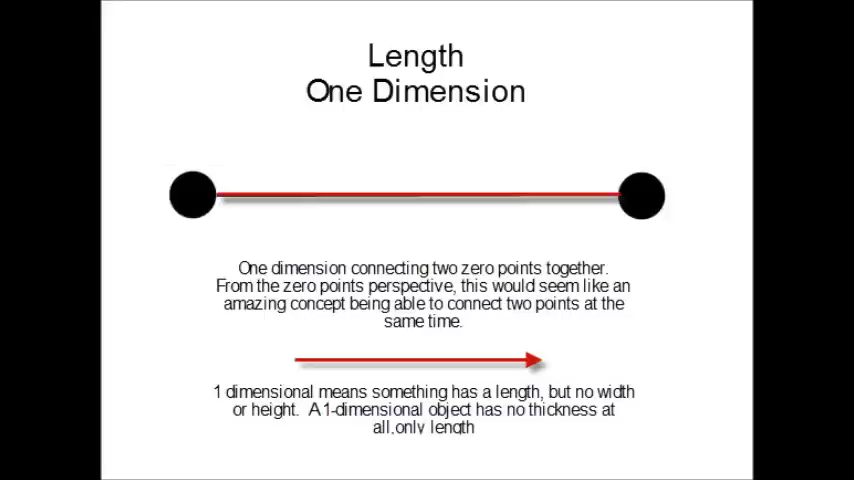 Length
One Dimension
One dimension connecting two zero points together.
From the zero points perspective, this would seem like an
amazing concept being able to connect two points at the
same time.
1 dimensional means something has a length, but no width
or height. A 1-dimensional object has no thickness at
all,only length